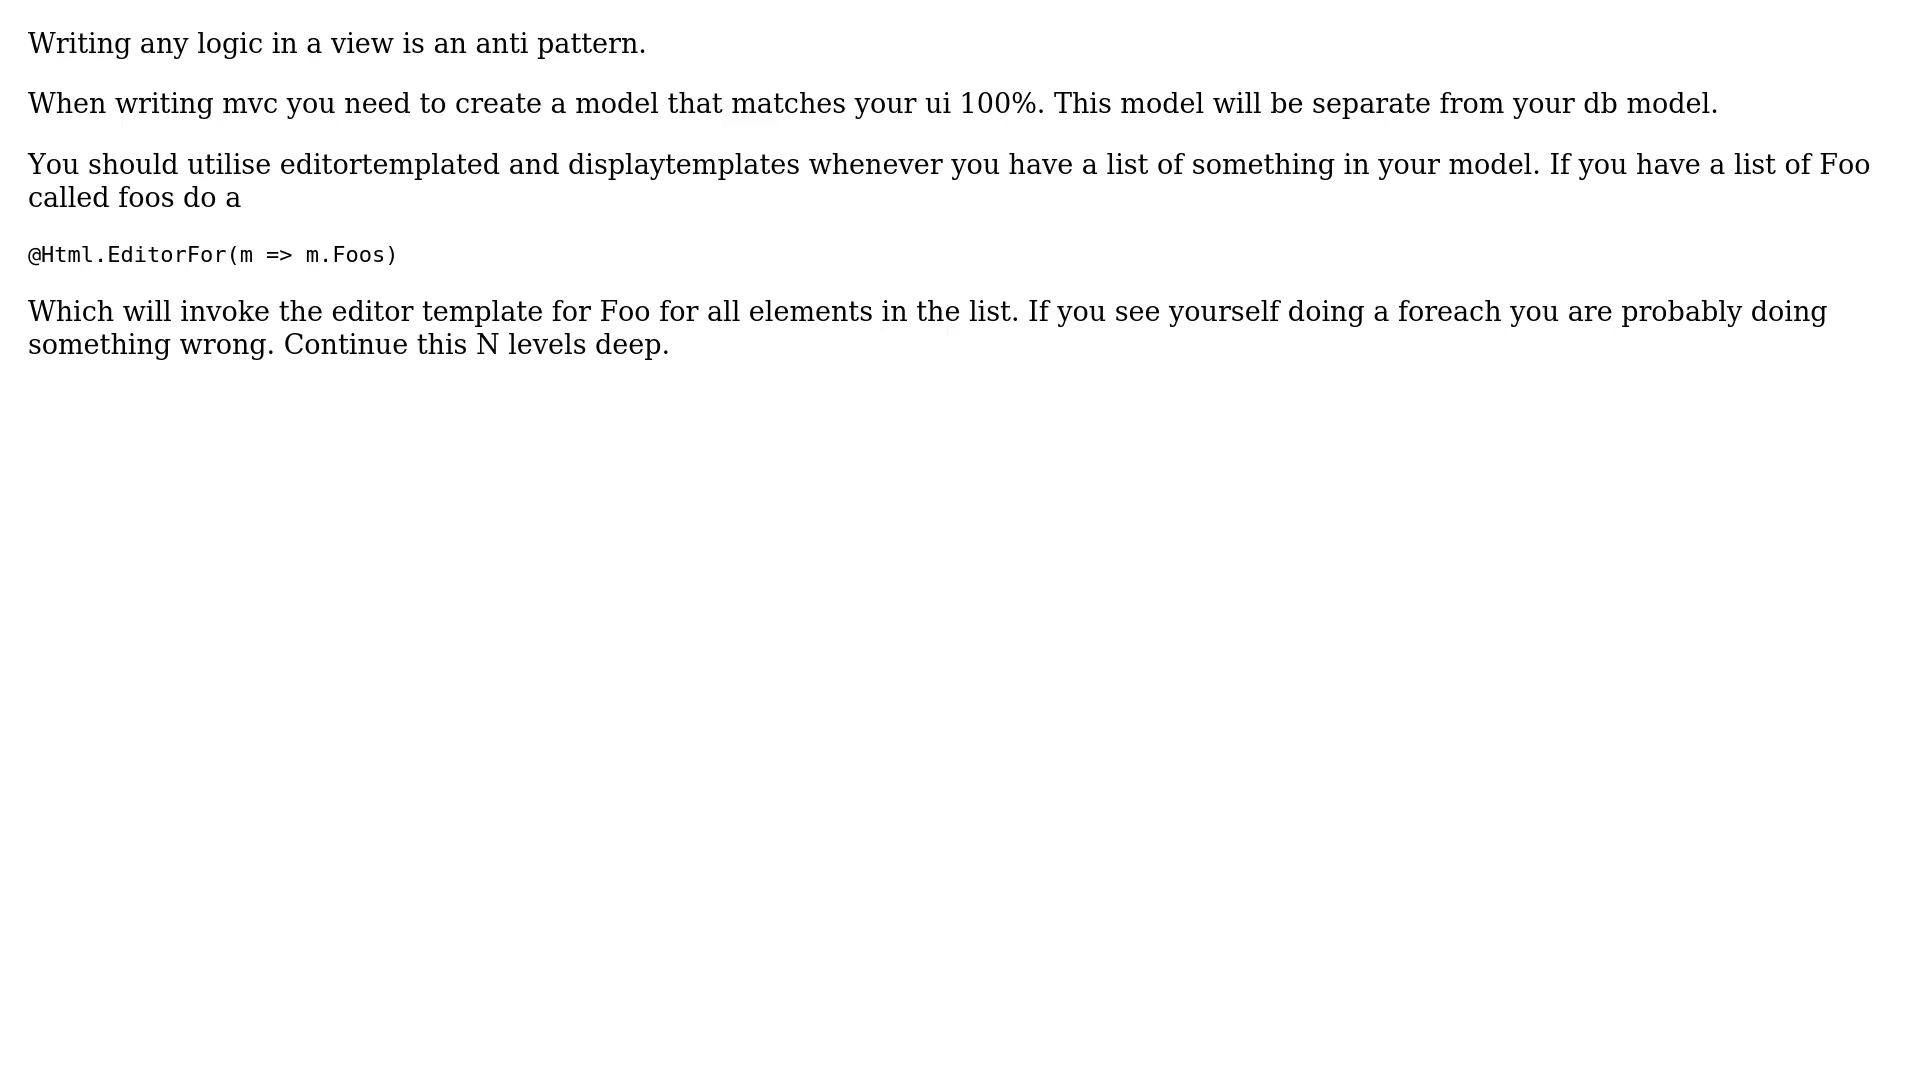 Writing any logic in a view is an anti pattern.
When writing mvc you need to create a model that matches your ui 100%. This model will be separate from your db model.
You should utilise editortemplated and displaytemplates whenever you have a list of something in your model. If you have a list of Foo
called foos do a
@Html.EditorFor(m => m.Foos)
Which will invoke the editor template for Foo for all elements in the list. If you see yourself doing a foreach you are probably doing
something wrong. Continue this N levels deep.